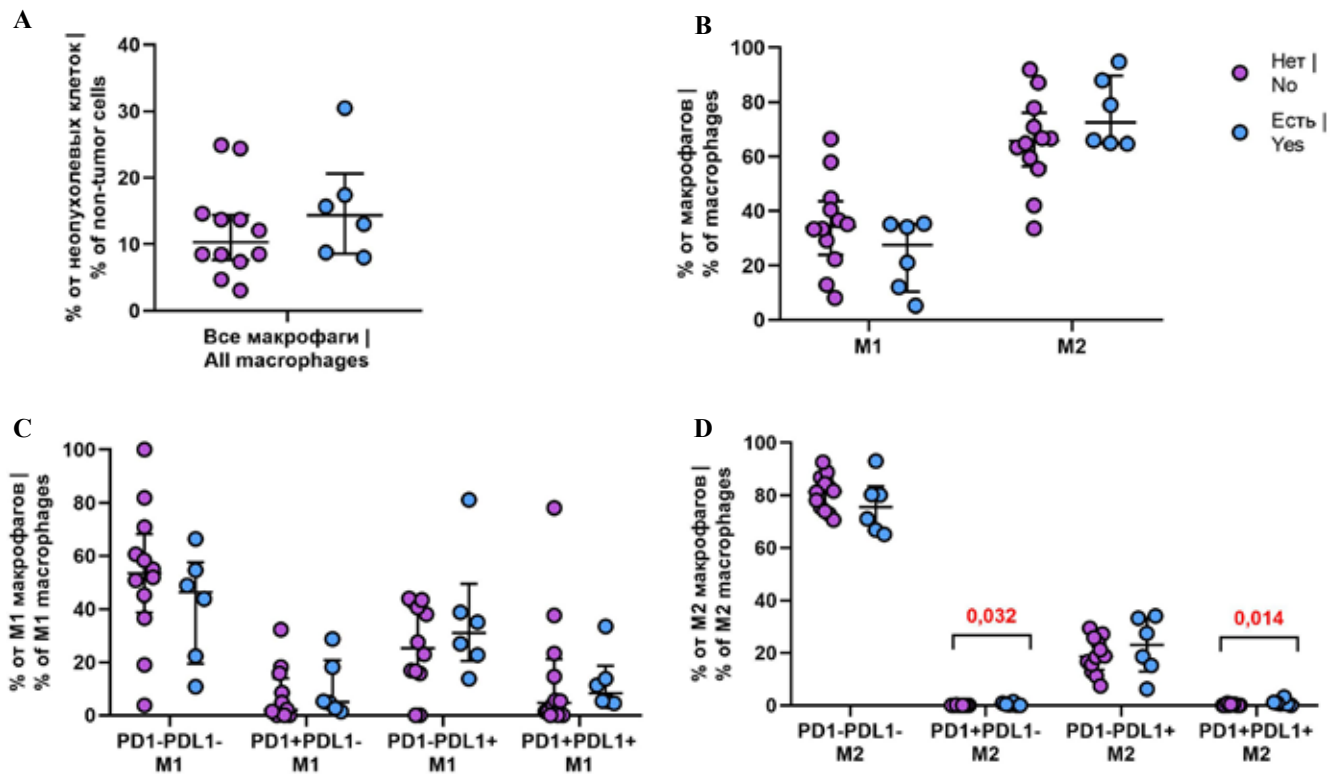 A
% от неопухолевых клеток |
% of non-tumor cells
40
30
20
10
0
Все макрофаги |
All macrophages
B
% от макрофагов |
% of macrophages
100
80
60
40
20
0
M1
M2
Нет |
No
Есть |
Yes
C
% от M1 макрофагов |
% of M1 macrophages
100
80
60
40
20
0
PD1-PDL1-
M1
PD1+PDL1-
M1
PD1-PDL1+
M1
PD1+PDL1+
M1
D
% от M2 макрофагов |
% of M2 macrophages
100
80
60
40
20
0
0,032
0,014
PD1-PDL1-
M2
PD1+PDL1-
M2
PD1-PDL1+
M2
PD1+PDL1+
M2